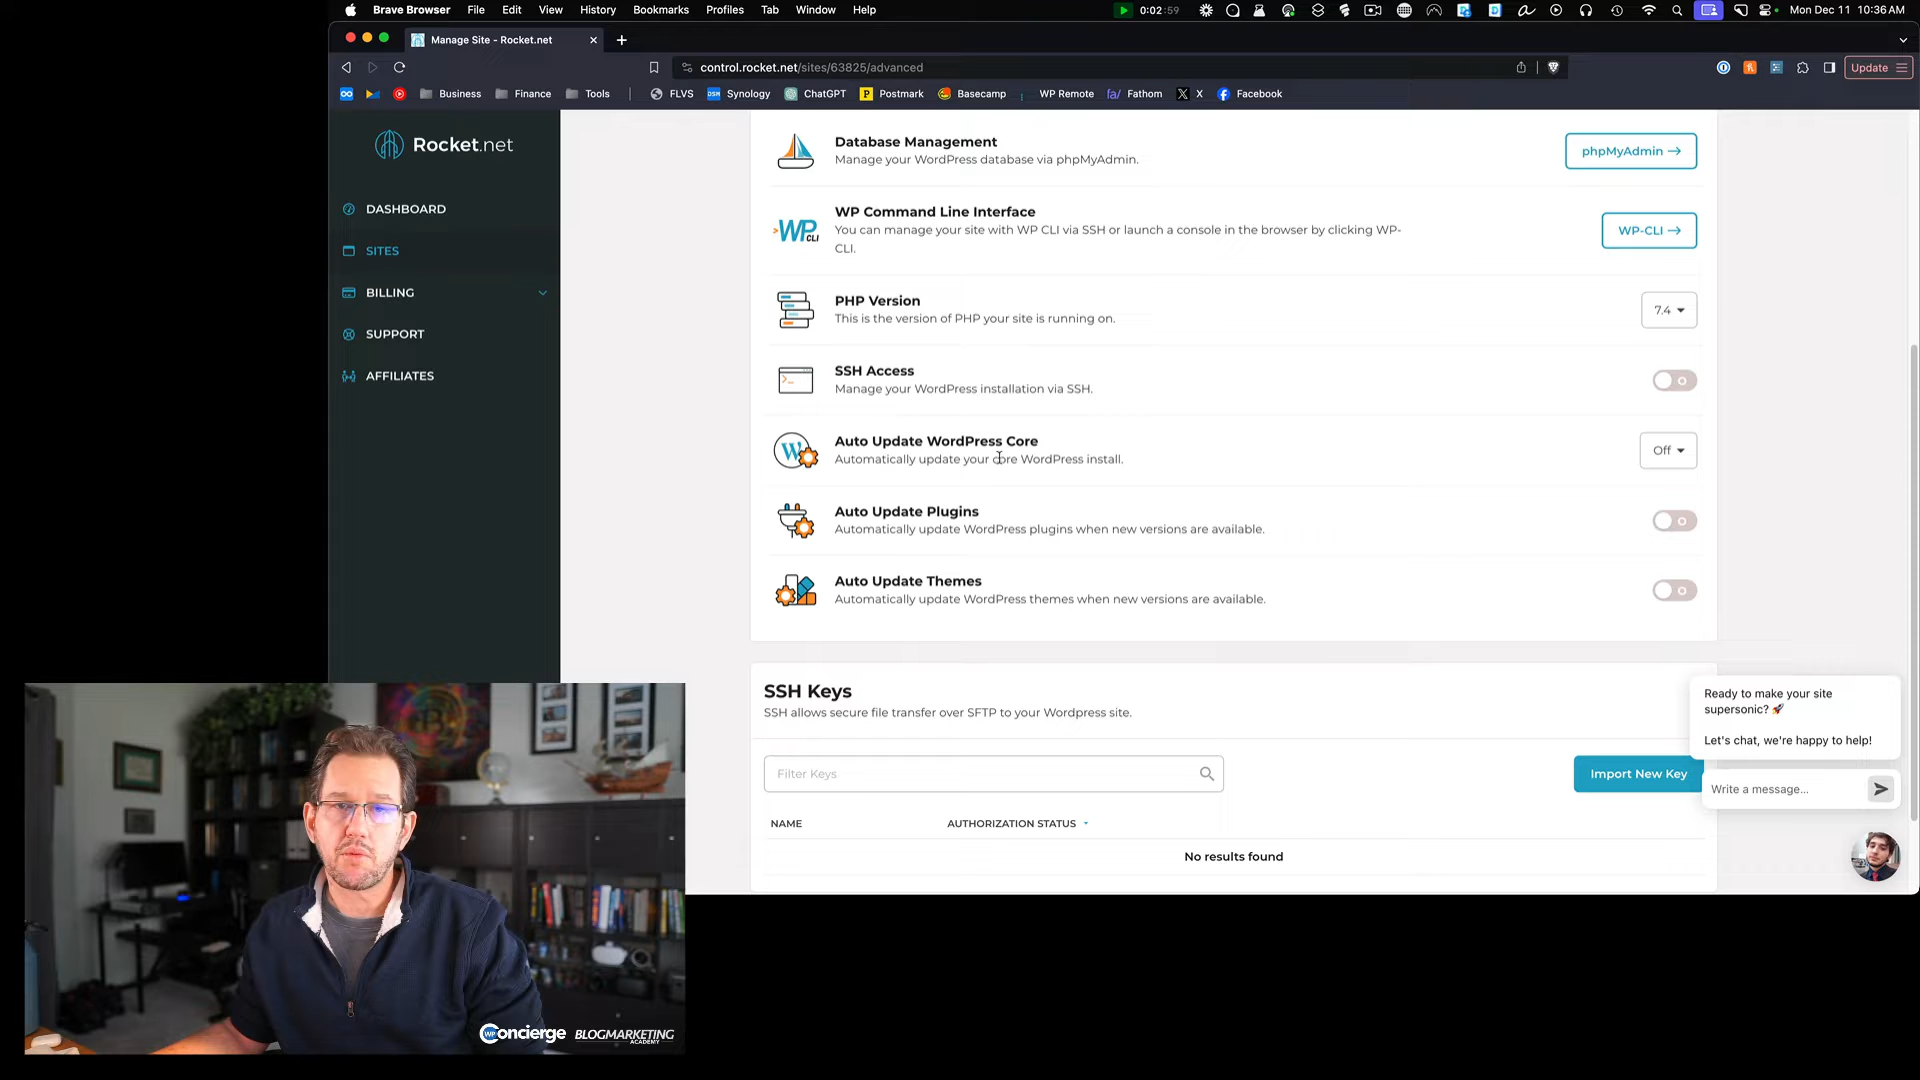 Brave Browser File Edit View History Bookmarks Profiles Tab Window Help
0:02:59
Mon Dec 11 10:36 AM
Manage Site - Rocket.net
control.rocket.net/sites/63825/advanced
Update
Business Finance Tools FLVS Synology ChatGPT Postmark Basecamp WP Remote Fathom X Facebook
Rocket.net
DASHBOARD
SITES
BILLING
SUPPORT
AFFILIATES
Database Management
Manage your WordPress database via phpMyAdmin.
phpMyAdmin →
WP Command Line Interface
You can manage your site with WP CLI via SSH or launch a console in the browser by clicking WP-
CLI.
WP-CLI →
PHP Version
This is the version of PHP your site is running on.
7.4
SSH Access
Manage your WordPress installation via SSH.
Auto Update WordPress Core
Automatically update your core WordPress install.
Off
Auto Update Plugins
Automatically update WordPress plugins when new versions are available.
Auto Update Themes
Automatically update WordPress themes when new versions are available.
SSH Keys
SSH allows secure file transfer over SFTP to your Wordpress site.
Filter Keys
Import New Key
NAME AUTHORIZATION STATUS
No results found
Ready to make your site
supersonic? 🚀
Let's chat, we're happy to help!
Write a message...
WP Concierge BLOGMARKETING
ACADEMY